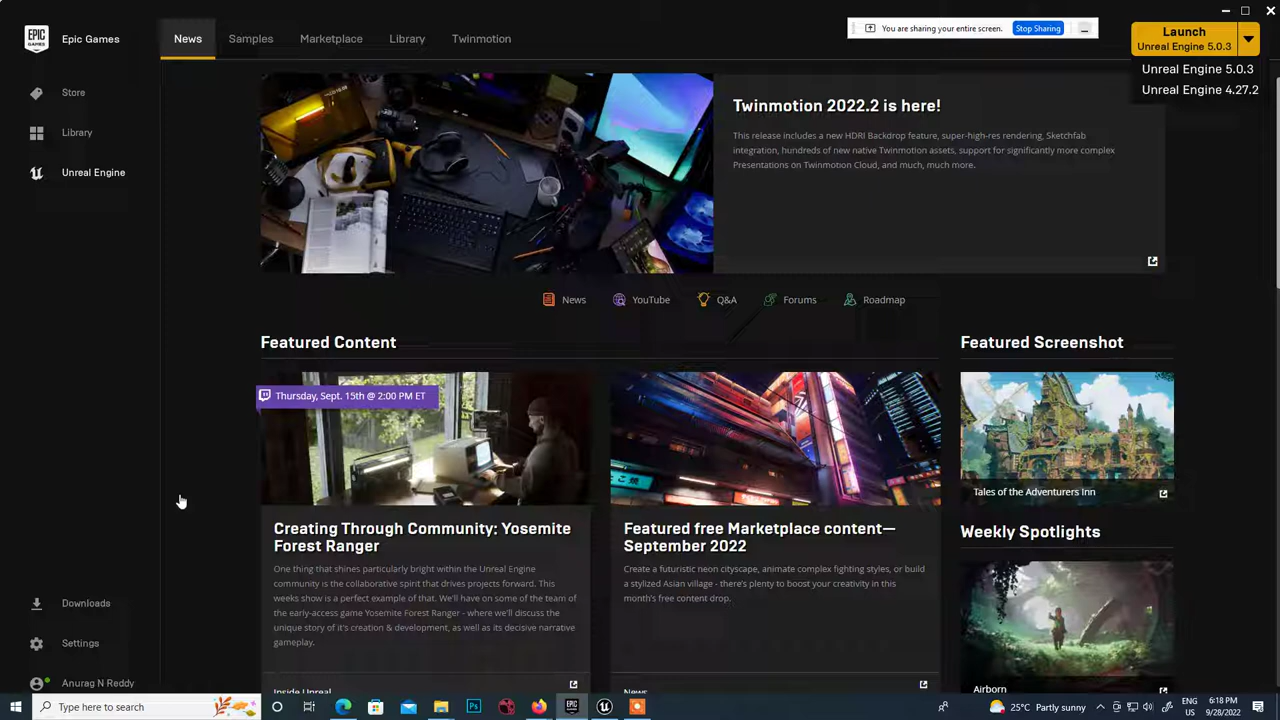 EPIC
GAMES
Epic Games
News
Samples
Marketplace
Library
Twinmotion
You are sharing your entire screen.
Stop Sharing
Launch
Unreal Engine 5.0.3
Unreal Engine 5.0.3
Unreal Engine 4.27.2
Store
Library
Unreal Engine
Twinmotion 2022.2 is here!
This release includes a new HDRI Backdrop feature, super-high-res rendering, Sketchfab
integration, hundreds of new native Twinmotion assets, support for significantly more complex
Presentations on Twinmotion Cloud, and much, much more.
News
YouTube
Q&A
Forums
Roadmap
Featured Content
Featured Screenshot
Thursday, Sept. 15th @ 2:00 PM ET
Tales of the Adventurers Inn
Creating Through Community: Yosemite
Forest Ranger
One thing that shines particularly bright within the Unreal Engine
community is the collaborative spirit that drives projects forward. This
weeks show is a perfect example of that. We'll have on some of the team of
the early-access game Yosemite Forest Ranger - where we'll discuss the
unique story of it's creation & development, as well as its decisive narrative
gameplay.
Inside Unreal
Featured free Marketplace content—
September 2022
Create a futuristic neon cityscape, animate complex fighting styles, or build
a stylized Asian village - there's plenty to boost your creativity in this
month's free content drop.
News
Weekly Spotlights
Airborn
Downloads
Settings
Anurag N Reddy
Type here to search
Ps
25°C Partly sunny
ENG
US
6:18 PM
9/28/2022